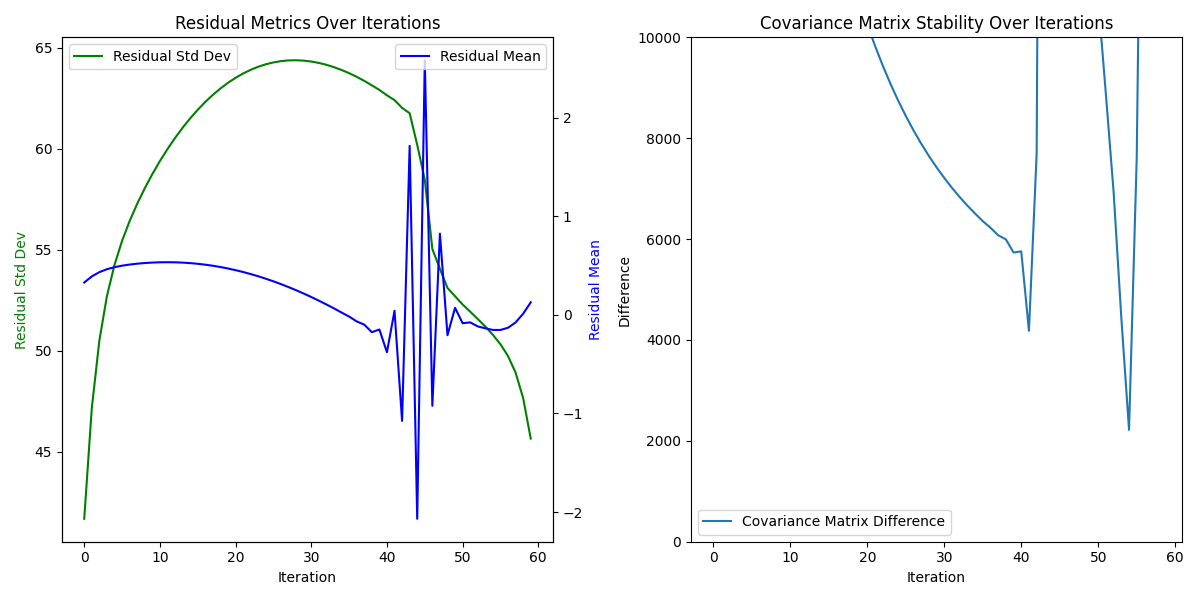 Residual Metrics Over Iterations
Residual Std Dev
Residual Mean
65
60
55
50
45
Residual Std Dev
2
1
0
−1
−2
Residual Mean
0 10 20 30 40 50 60
Iteration
Covariance Matrix Stability Over Iterations
10000
8000
6000
4000
2000
0
Difference
Covariance Matrix Difference
0 10 20 30 40 50 60
Iteration